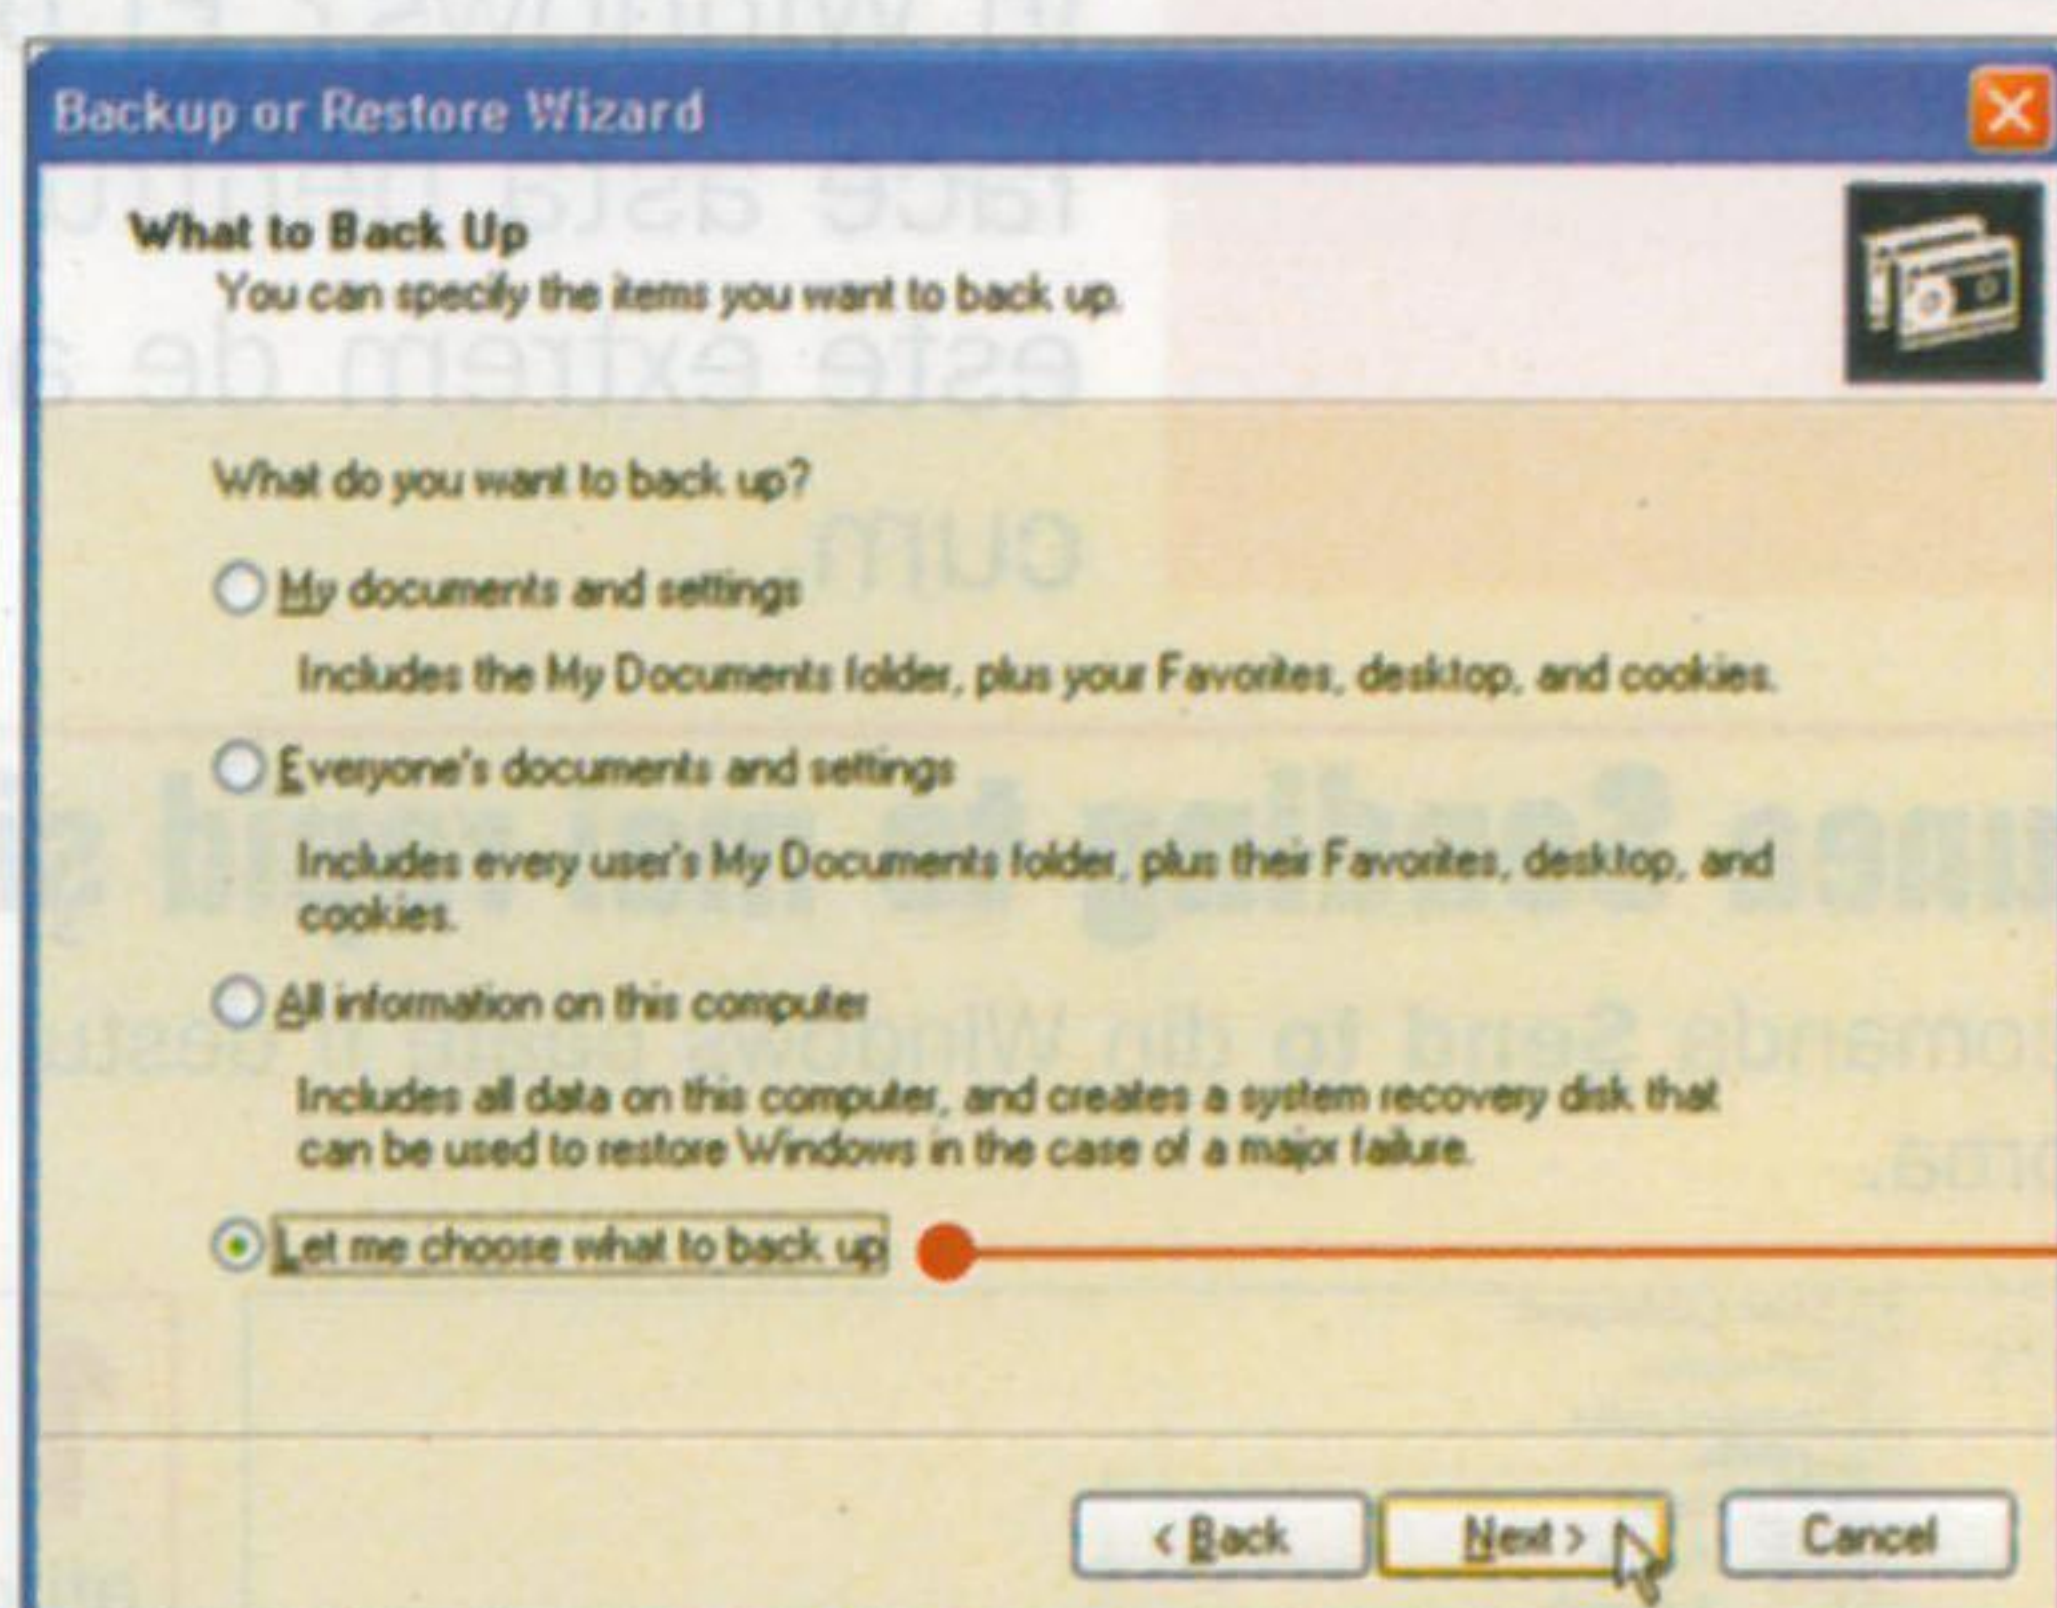 Backup or Restore Wizard
What to Back Up
You can specify the items you want to back up.
What do you want to back up?
My documents and settings
Includes the My Documents folder, plus your Favorites, desktop, and cookies.
Everyone's documents and settings
Includes every user's My Documents folder, plus their Favorites, desktop, and
cookies.
All information on this computer
Includes all data on this computer, and creates a system recovery disk that
can be used to restore Windows in the case of a major failure.
Let me choose what to back up
< Back
Next >
Cancel